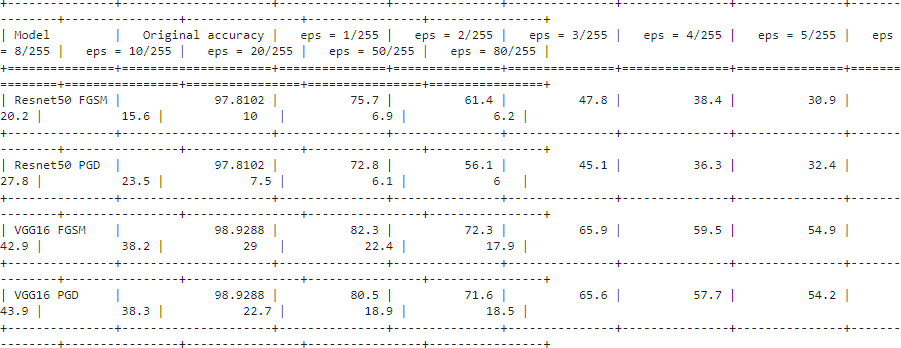 --------+----------------+---------------+---------------+---------------+---------------+---------------+-------
--------+----------------+----------------+----------------+
| Model | Original accuracy | eps = 1/255 | eps = 2/255 | eps = 3/255 | eps = 4/255 | eps = 5/255 | eps
= 8/255 | eps = 10/255 | eps = 20/255 | eps = 50/255 | eps = 80/255 |
| Resnet50 FGSM | 97.8102 | 75.7 | 61.4 | 47.8 | 38.4 | 30.9 |
20.2 | 15.6 | 10 | 6.9 | 6.2 |
| Resnet50 PGD | 97.8102 | 72.8 | 56.1 | 45.1 | 36.3 | 32.4 |
27.8 | 23.5 | 7.5 | 6.1 | 6 |
| VGG16 FGSM | 98.9288 | 82.3 | 72.3 | 65.9 | 59.5 | 54.9 |
42.9 | 38.2 | 29 | 22.4 | 17.9 |
| VGG16 PGD | 98.9288 | 80.5 | 71.6 | 65.6 | 57.7 | 54.2 |
43.9 | 38.3 | 22.7 | 18.9 | 18.5 |